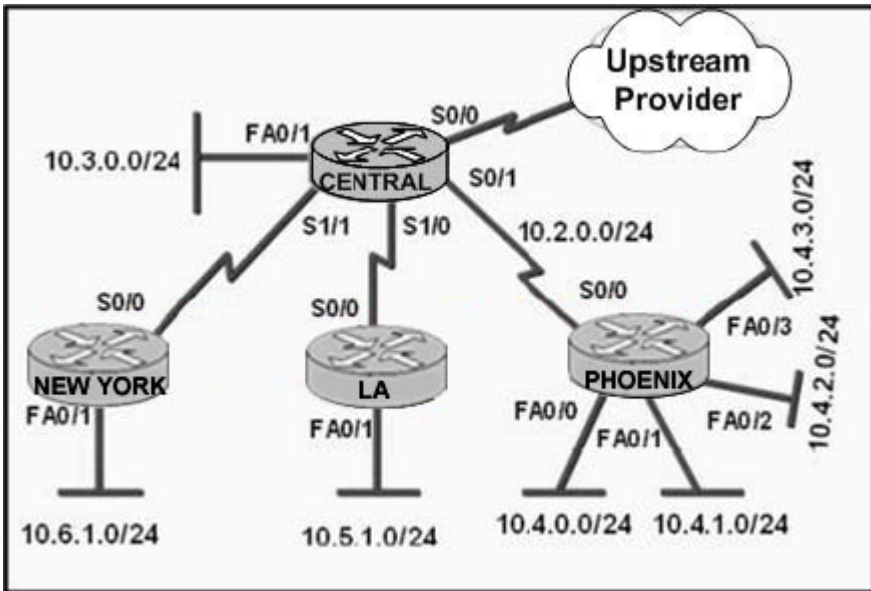 Upstream
Provider
S0/0
FA0/1
10.3.0.0/24
CENTRAL
S0/1
S1/1
S1/0
10.2.0.0/24
10.4.3.0/24
S0/0
S0/0
S0/0
FA0/3
NEW YORK
LA
PHOENIX
10.4.2.0/24
FA0/1
FA0/1
FA0/0
FA0/1
FA0/2
10.6.1.0/24
10.5.1.0/24
10.4.0.0/24
10.4.1.0/24